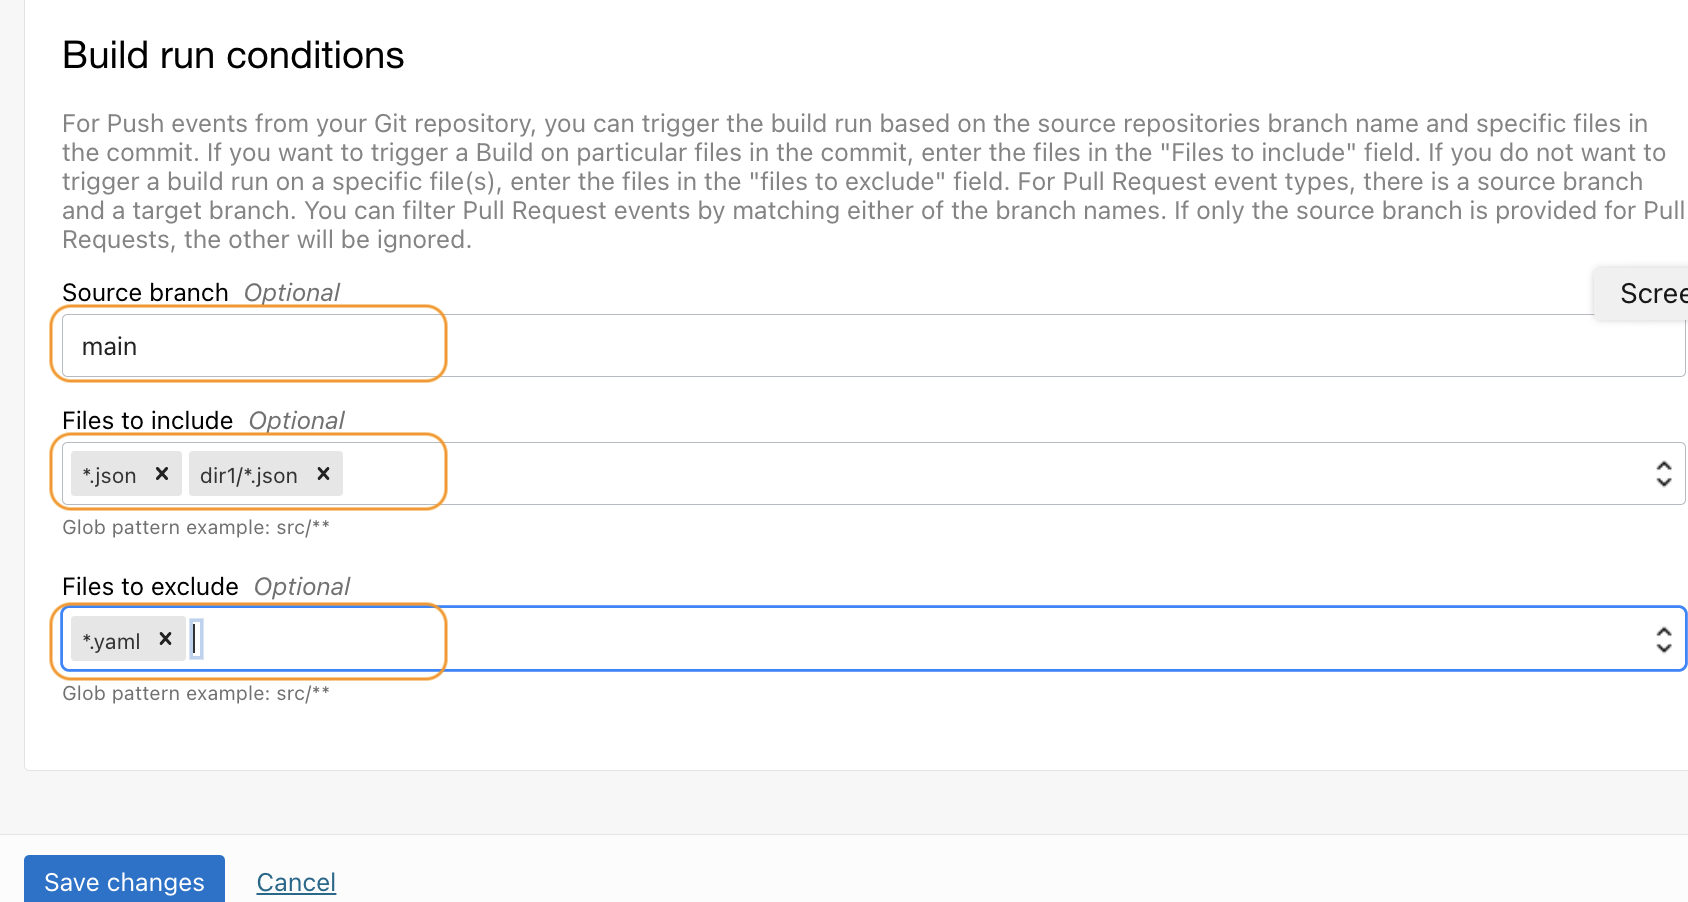 Build run conditions
For Push events from your Git repository, you can trigger the build run based on the source repositories branch name and specific files in
the commit. If you want to trigger a Build on particular files in the commit, enter the files in the "Files to include" field. If you do not want to
trigger a build run on a specific file(s), enter the files in the "files to exclude" field. For Pull Request event types, there is a source branch
and a target branch. You can filter Pull Request events by matching either of the branch names. If only the source branch is provided for Pull
Requests, the other will be ignored.
Source branch Optional
Scree
main
Files to include Optional
*.json × dir1/*.json ×
Glob pattern example: src/**
Files to exclude Optional
*.yaml ×
Glob pattern example: src/**
Save changes Cancel